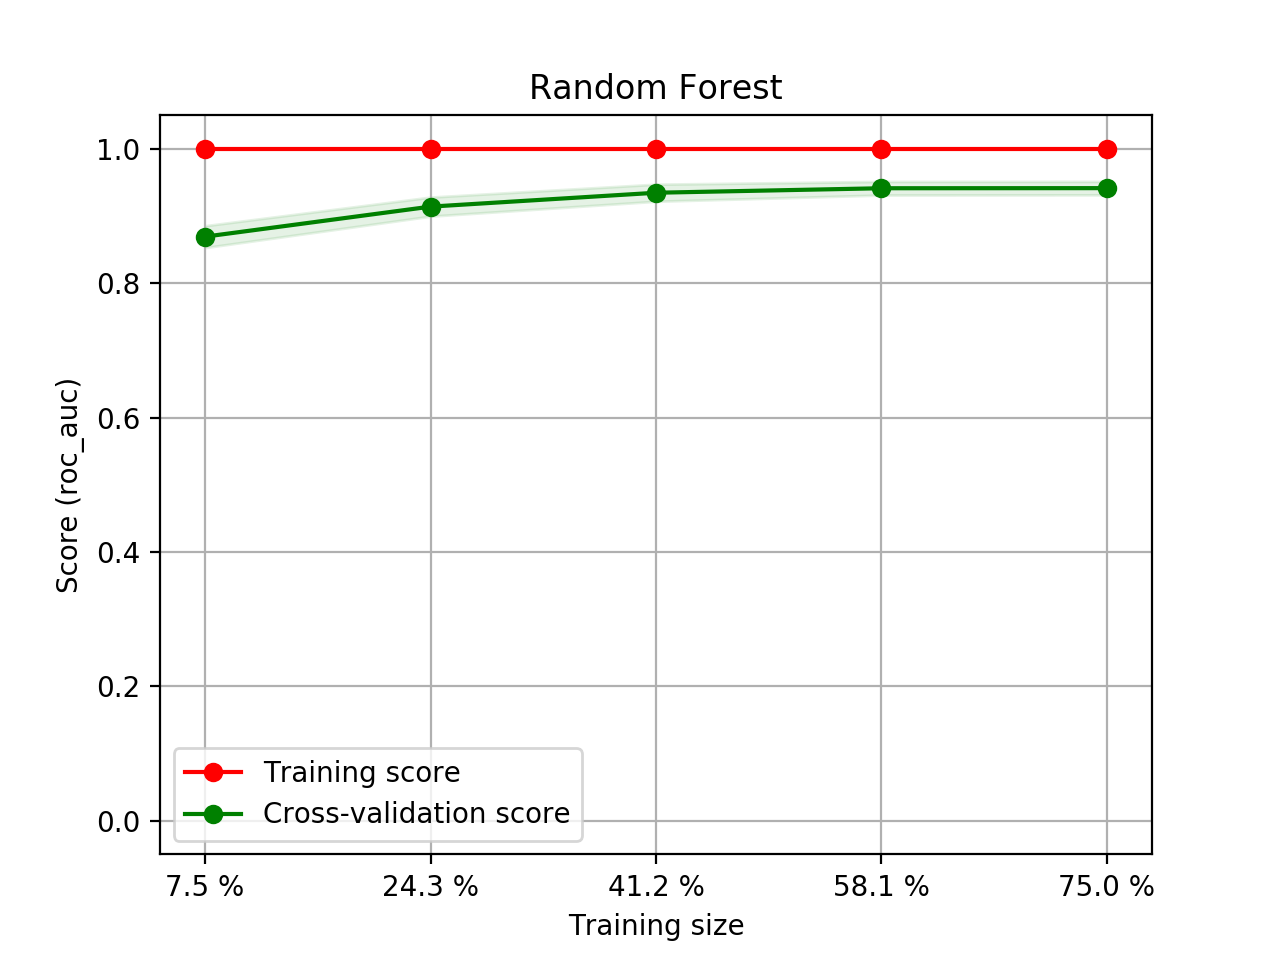 Random Forest
Score (roc_auc)
1.0
0.8
0.6
0.4
0.2
0.0
Training score
Cross-validation score
7.5 % 24.3 % 41.2 % 58.1 % 75.0 %
Training size